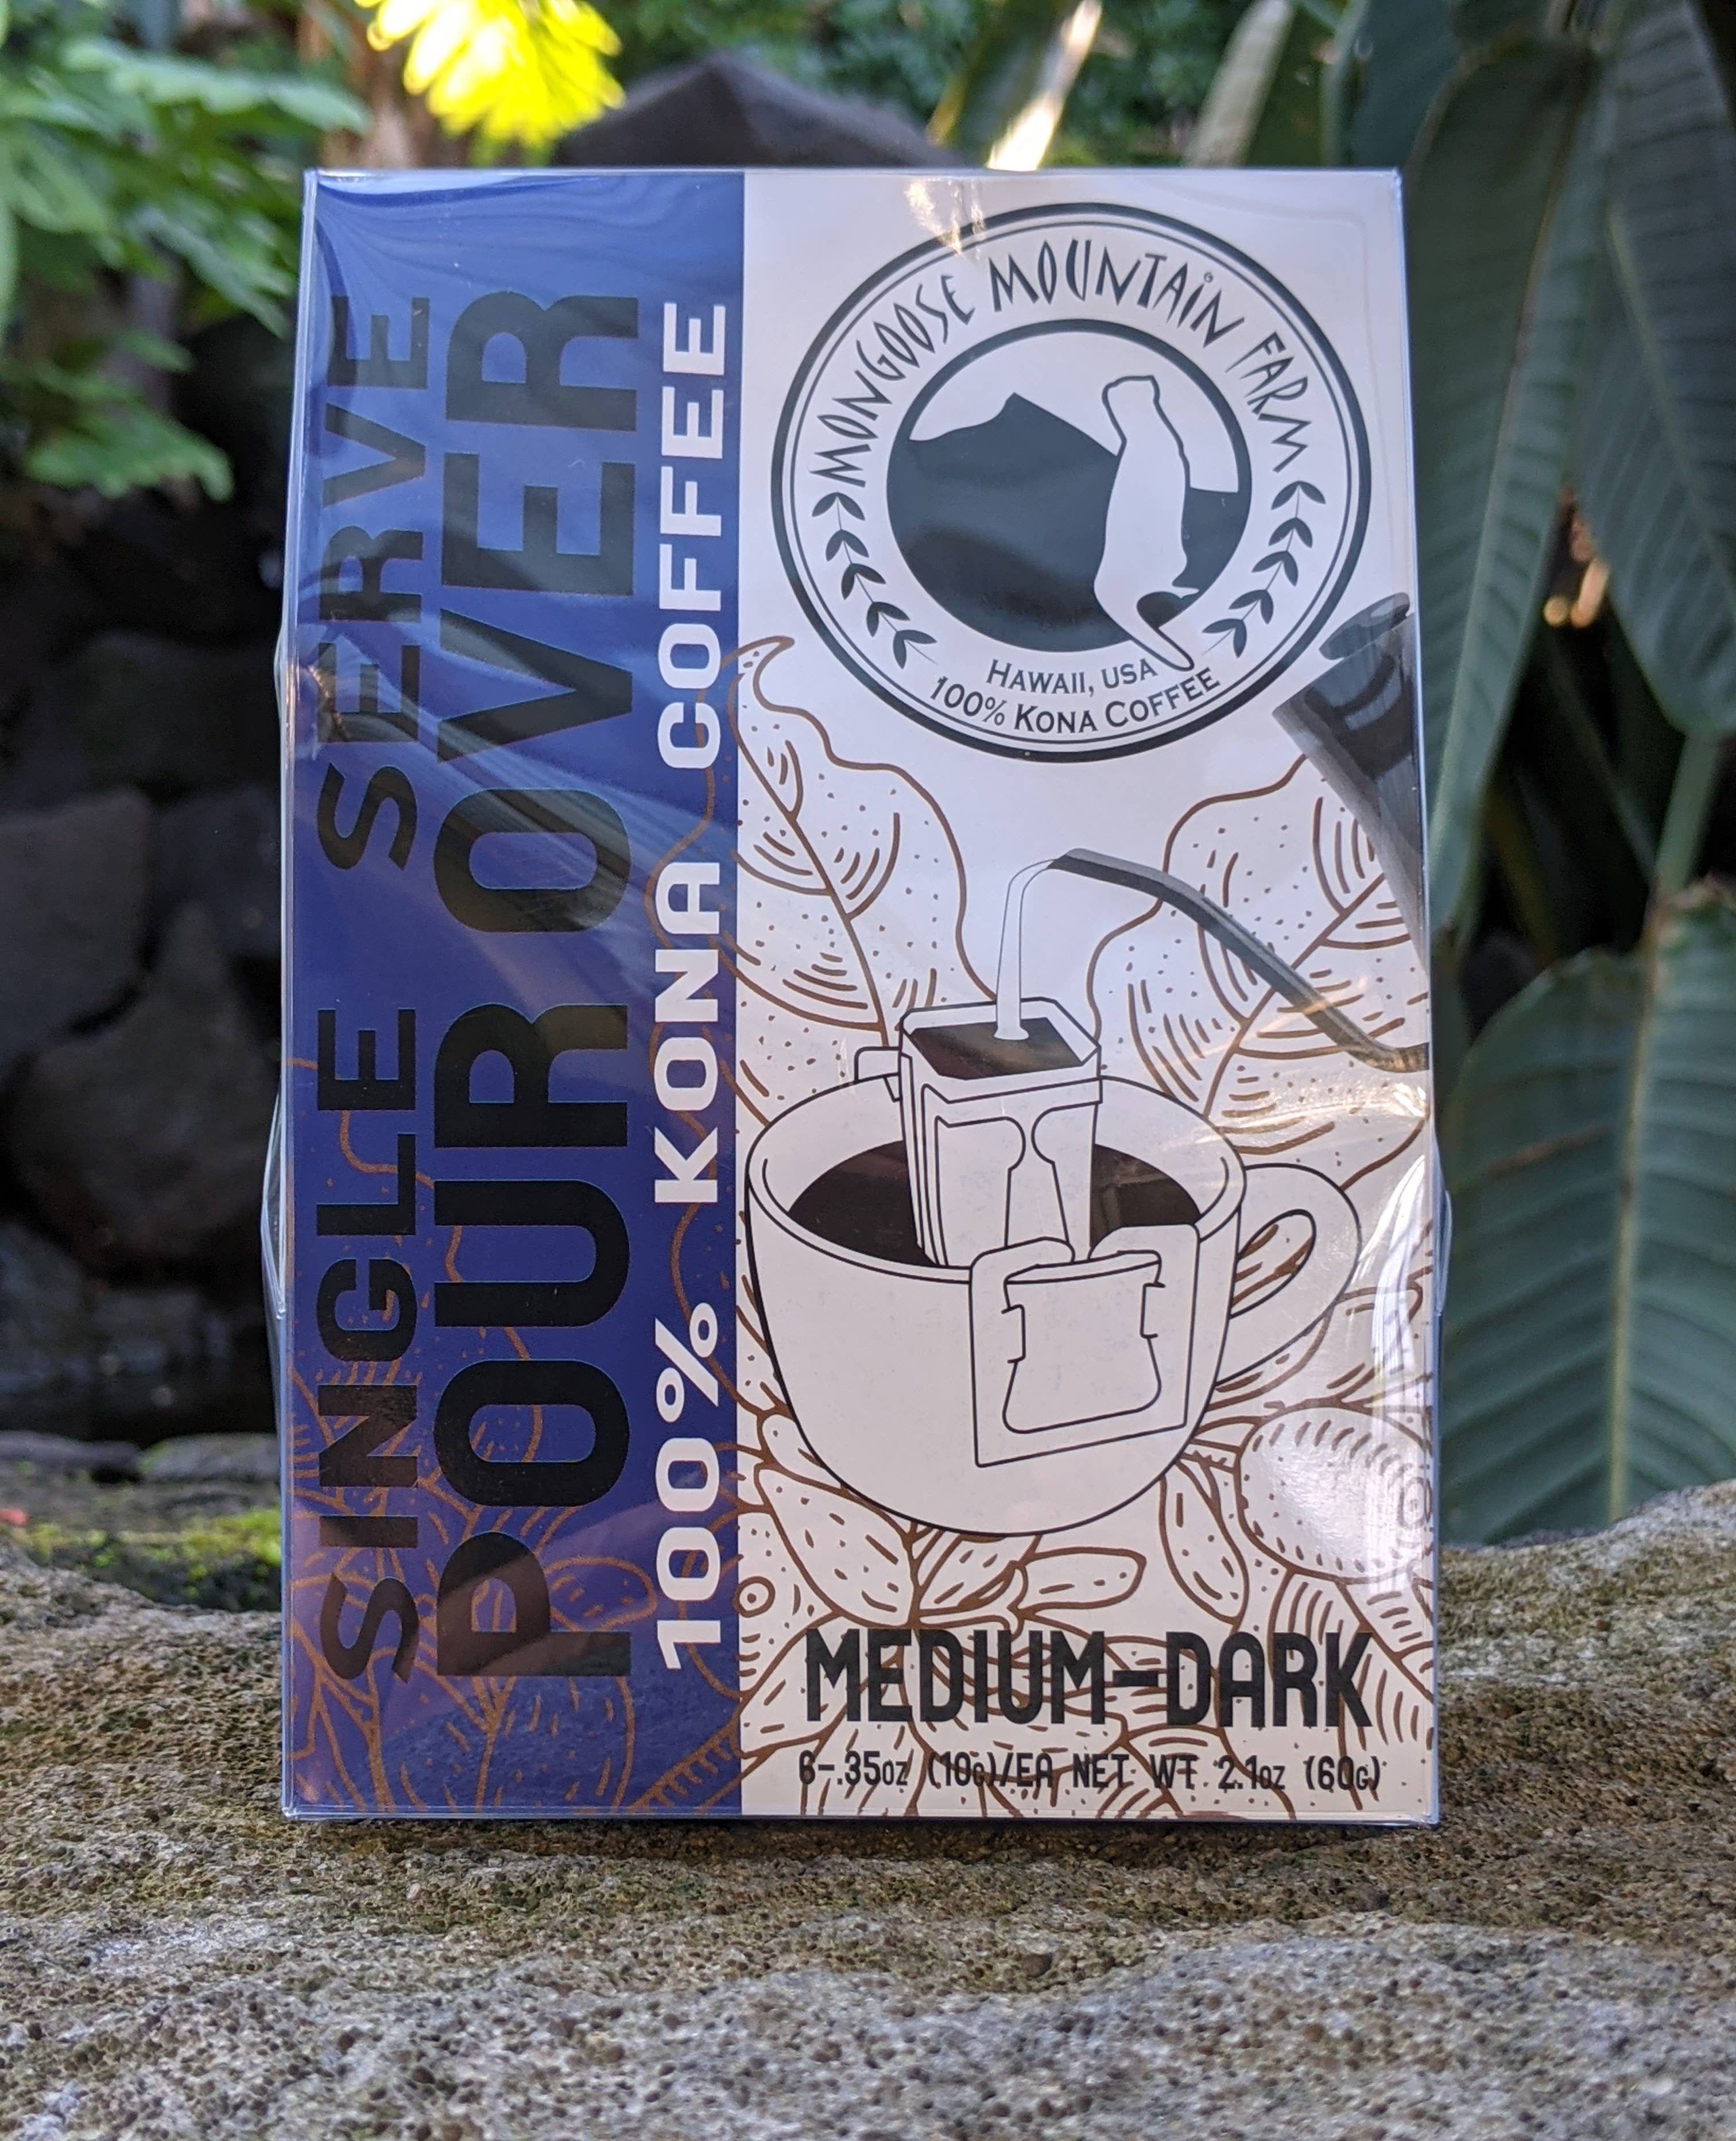 SINGLE SERVE
POUR OVER
100% KONA COFFEE
MONGOOSE MOUNTAIN FARM
HAWAII, USA
100% KONA COFFEE
MEDIUM-DARK
6-.35OZ (10G)/EA NET WT 2.1OZ (60G)